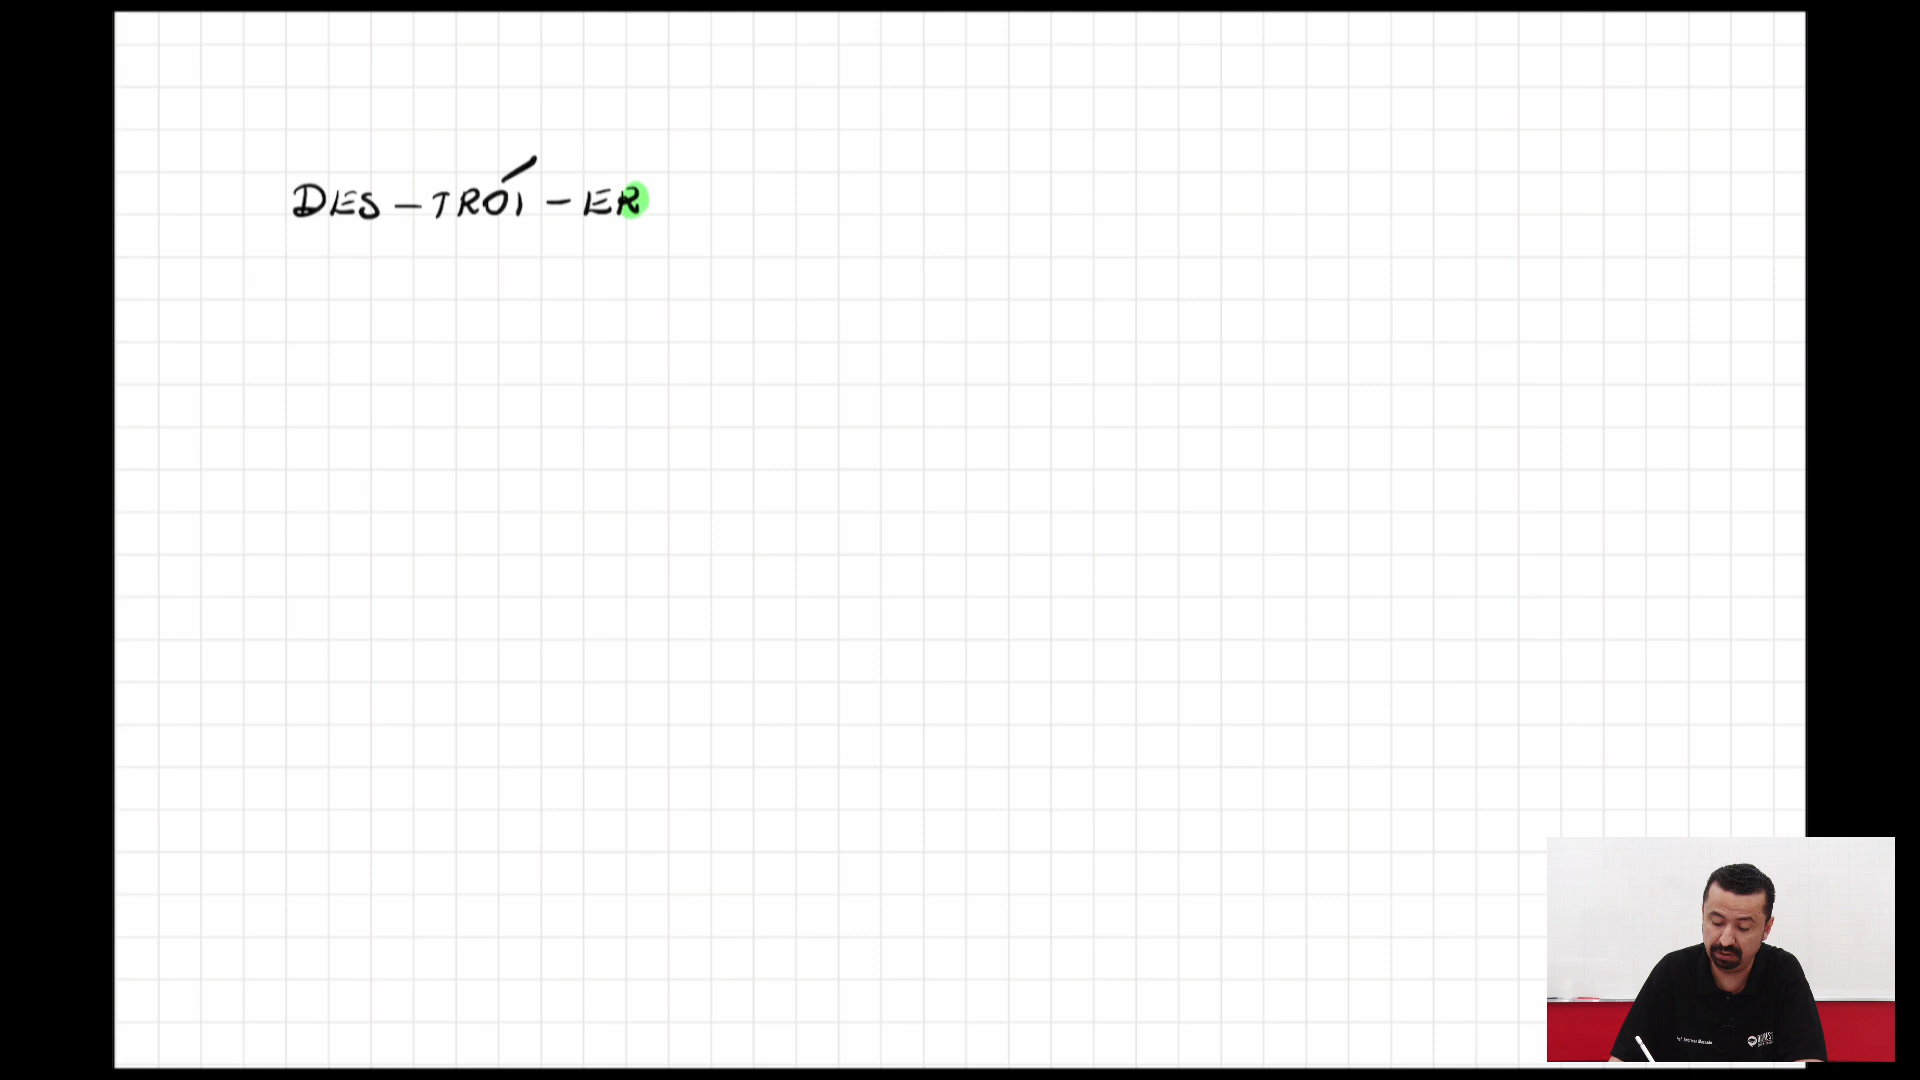 DES - TRÓI - ER